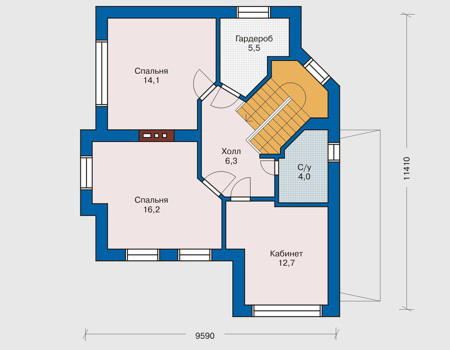 Гардероб
5,5
Спальня
14,1
Холл
6,3
С/у
4,0
Спальня
16,2
Кабинет
12,7
11410
9590